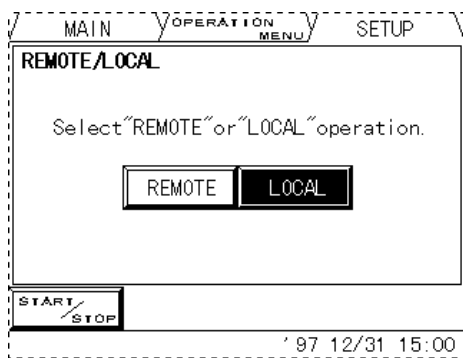 MAIN
OPERATION
MENU
SETUP
REMOTE/LOCAL
Select"REMOTE"or"LOCAL"operation.
REMOTE
LOCAL
START/
STOP
'97 12/31 15:00